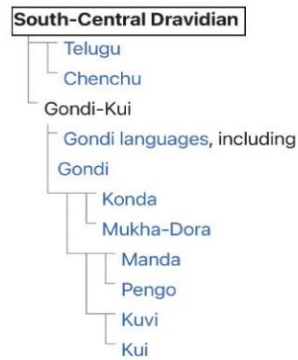 South-Central Dravidian
Telugu
Chenchu
Gondi-Kui
Gondi languages, including
Gondi
Konda
Mukha-Dora
Manda
Pengo
Kuvi
Kui